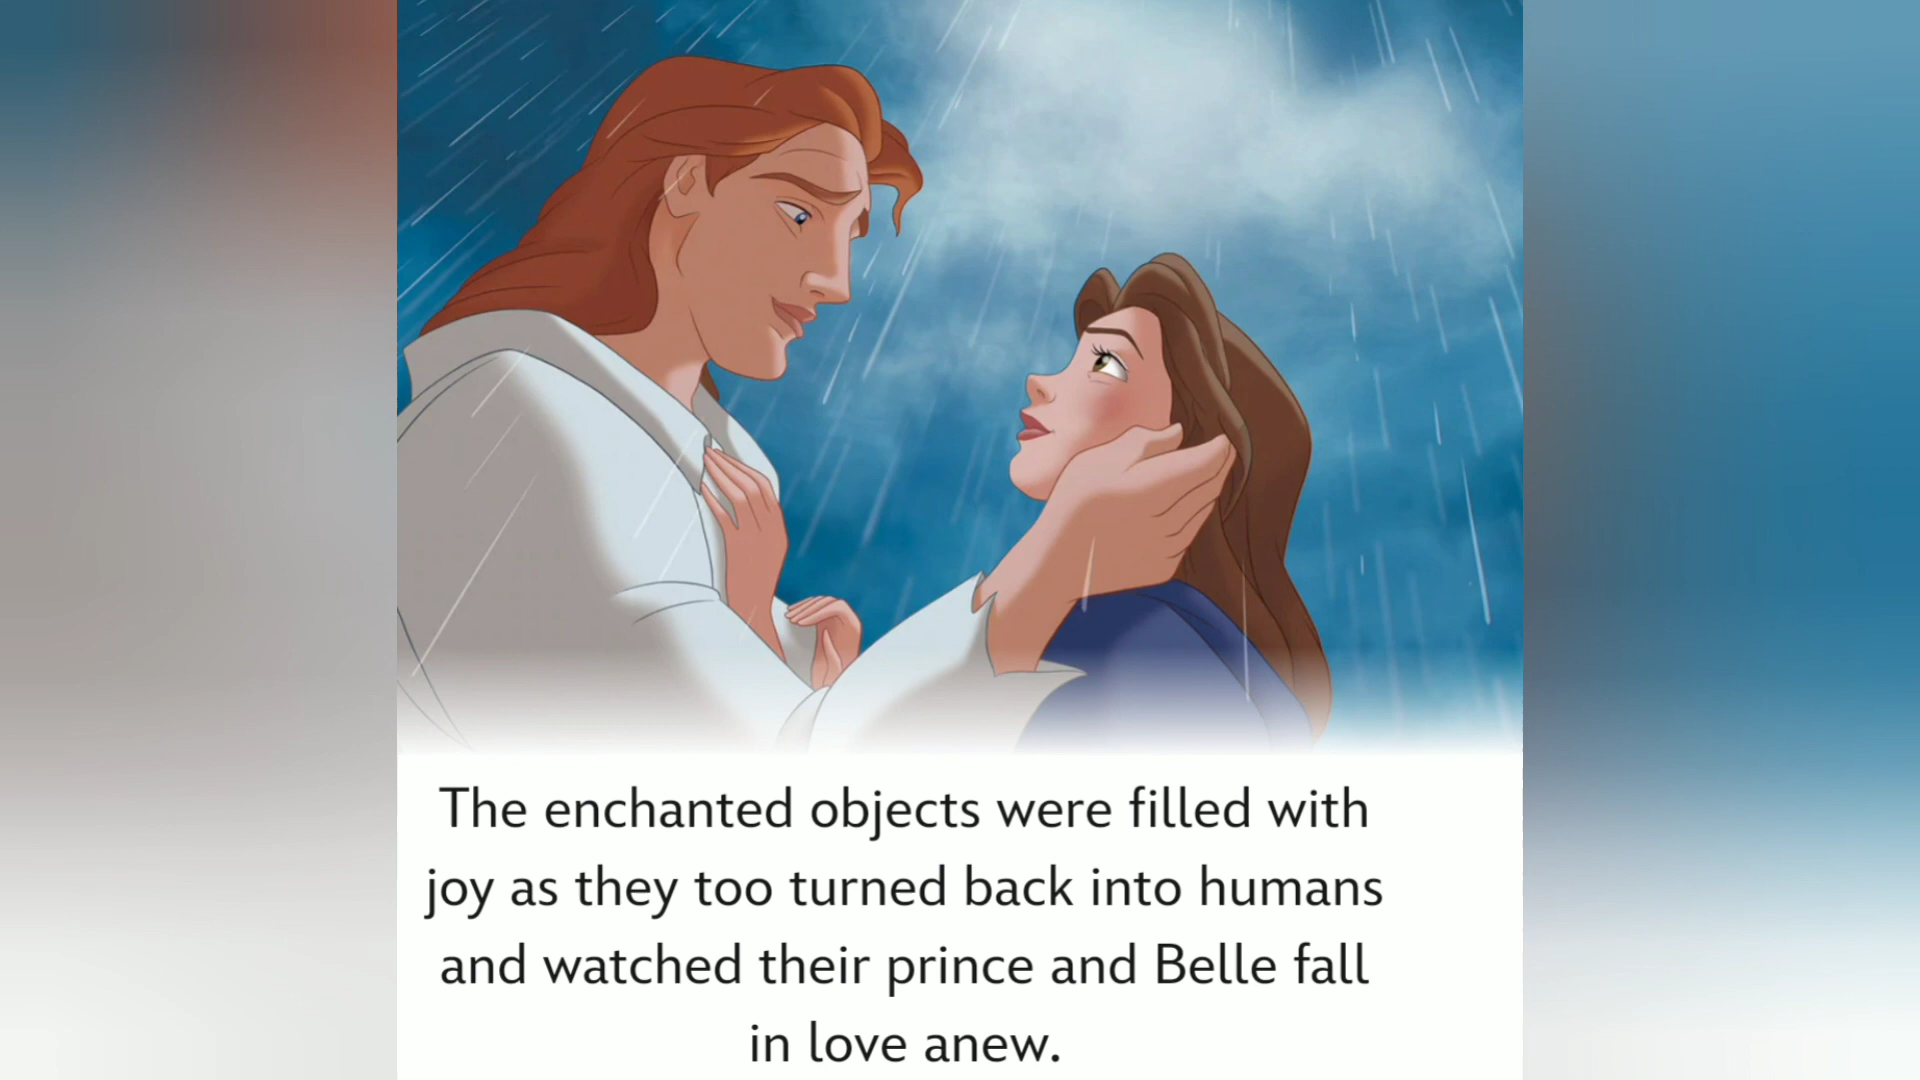 The enchanted objects were filled with
joy as they too turned back into humans
and watched their prince and Belle fall
in love anew.